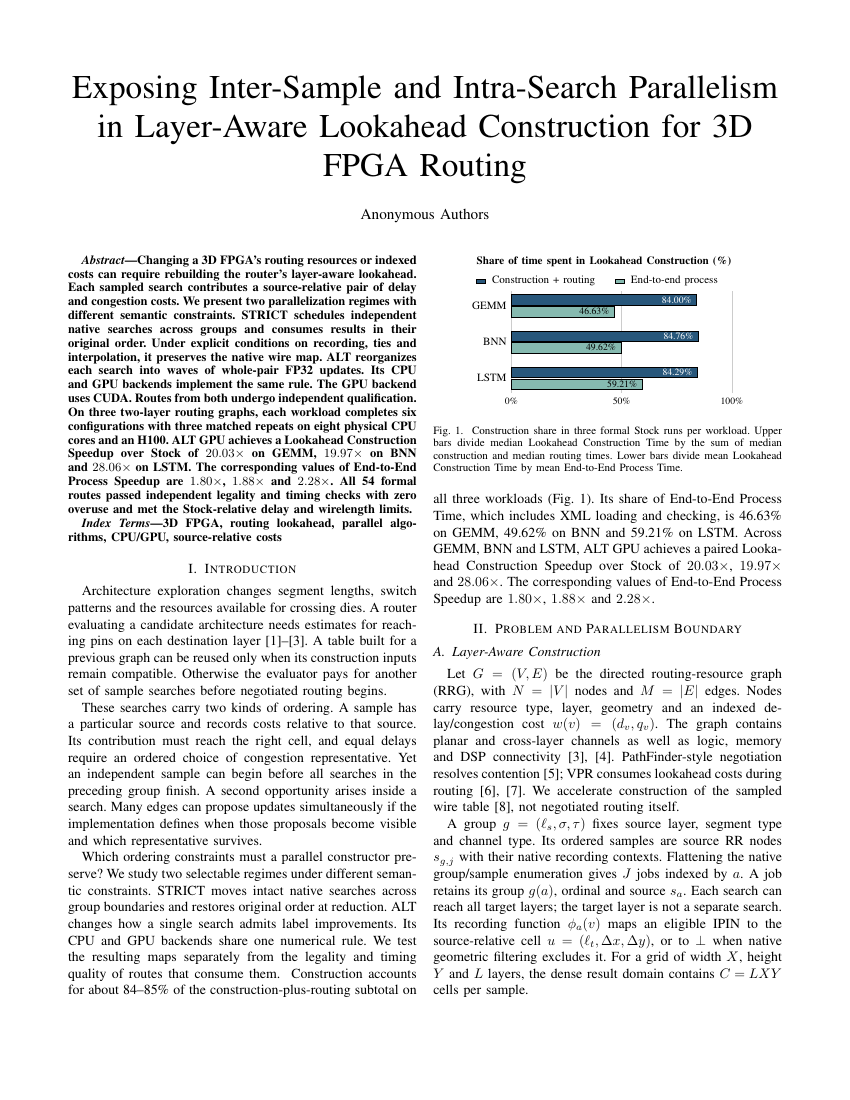 Exposing Inter-Sample and Intra-Search Parallelism
in Layer-Aware Lookahead Construction for 3D
FPGA Routing
Anonymous Authors
Abstract—Changing a 3D FPGA's routing resources or indexed
costs can require rebuilding the router's layer-aware lookahead.
Each sampled search contributes a source-relative pair of delay
and congestion costs. We present two parallelization regimes with
different semantic constraints. STRICT schedules independent
native searches across groups and consumes results in their
original order. Under explicit conditions on recording, ties and
interpolation, it preserves the native wire map. ALT reorganizes
each search into waves of whole-pair FP32 updates. Its CPU
and GPU backends implement the same rule. The GPU backend
uses CUDA. Routes from both undergo independent qualification.
On three two-layer routing graphs, each workload completes six
configurations with three matched repeats on eight physical CPU
cores and an H100. ALT GPU achieves a Lookahead Construction
Speedup over Stock of 20.03× on GEMM, 19.97× on BNN
and 28.06× on LSTM. The corresponding values of End-to-End
Process Speedup are 1.80×, 1.88× and 2.28×. All 54 formal
routes passed independent legality and timing checks with zero
overuse and met the Stock-relative delay and wirelength limits.
Index Terms—3D FPGA, routing lookahead, parallel algo-
rithms, CPU/GPU, source-relative costs
I. INTRODUCTION
Architecture exploration changes segment lengths, switch
patterns and the resources available for crossing dies. A router
evaluating a candidate architecture needs estimates for reach-
ing pins on each destination layer [1]–[3]. A table built for a
previous graph can be reused only when its construction inputs
remain compatible. Otherwise the evaluator pays for another
set of sample searches before negotiated routing begins.
These searches carry two kinds of ordering. A sample has
a particular source and records costs relative to that source.
Its contribution must reach the right cell, and equal delays
require an ordered choice of congestion representative. Yet
an independent sample can begin before all searches in the
preceding group finish. A second opportunity arises inside a
search. Many edges can propose updates simultaneously if the
implementation defines when those proposals become visible
and which representative survives.
Which ordering constraints must a parallel constructor pre-
serve? We study two selectable regimes under different seman-
tic constraints. STRICT moves intact native searches across
group boundaries and restores original order at reduction. ALT
changes how a single search admits label improvements. Its
CPU and GPU backends share one numerical rule. We test
the resulting maps separately from the legality and timing
quality of routes that consume them. Construction accounts
for about 84–85% of the construction-plus-routing subtotal on
Share of time spent in Lookahead Construction (%)
Construction + routing End-to-end process
GEMM 84.00%
46.63%
BNN 84.76%
49.62%
LSTM 84.29%
59.21%
0% 50% 100%
Fig. 1. Construction share in three formal Stock runs per workload. Upper
bars divide median Lookahead Construction Time by the sum of median
construction and median routing times. Lower bars divide mean Lookahead
Construction Time by mean End-to-End Process Time.
all three workloads (Fig. 1). Its share of End-to-End Process
Time, which includes XML loading and checking, is 46.63%
on GEMM, 49.62% on BNN and 59.21% on LSTM. Across
GEMM, BNN and LSTM, ALT GPU achieves a paired Looka-
head Construction Speedup over Stock of 20.03×, 19.97×
and 28.06×. The corresponding values of End-to-End Process
Speedup are 1.80×, 1.88× and 2.28×.
II. PROBLEM AND PARALLELISM BOUNDARY
A. Layer-Aware Construction
Let G = (V, E) be the directed routing-resource graph
(RRG), with N = |V| nodes and M = |E| edges. Nodes
carry resource type, layer, geometry and an indexed de-
lay/congestion cost w(v) = (d_v, q_v). The graph contains
planar and cross-layer channels as well as logic, memory
and DSP connectivity [3], [4]. PathFinder-style negotiation
resolves contention [5]; VPR consumes lookahead costs during
routing [6], [7]. We accelerate construction of the sampled
wire table [8], not negotiated routing itself.
A group g = (ℓ_s, σ, τ) fixes source layer, segment type
and channel type. Its ordered samples are source RR nodes
s_{g,j} with their native recording contexts. Flattening the native
group/sample enumeration gives J jobs indexed by a. A job
retains its group g(a), ordinal and source s_a. Each search can
reach all target layers; the target layer is not a separate search.
Its recording function ϕ_a(v) maps an eligible IPIN to the
source-relative cell u = (ℓ_t, Δx, Δy), or to ⊥ when native
geometric filtering excludes it. For a grid of width X, height
Y and L layers, the dense result domain contains C = LXY
cells per sample.